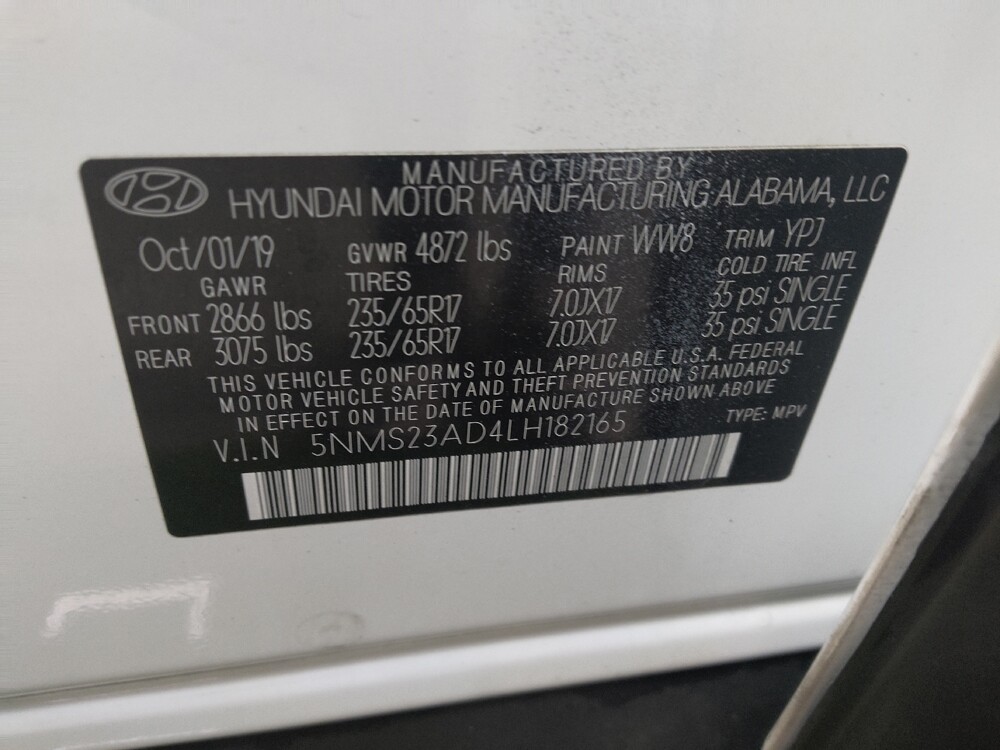 MANUFACTURED BY
HYUNDAI MOTOR MANUFACTURING ALABAMA, LLC
Oct/01/19 GVWR 4872 lbs PAINT WW8 TRIM YPJ
GAWR TIRES RIMS COLD TIRE INFL
FRONT 2866 lbs 235/65R17 7.0JX17 35 psi SINGLE
REAR 3075 lbs 235/65R17 7.0JX17 35 psi SINGLE
THIS VEHICLE CONFORMS TO ALL APPLICABLE U.S.A. FEDERAL
MOTOR VEHICLE SAFETY AND THEFT PREVENTION STANDARDS
IN EFFECT ON THE DATE OF MANUFACTURE SHOWN ABOVE
V.I.N 5NMS23AD4LH182165 TYPE: MPV